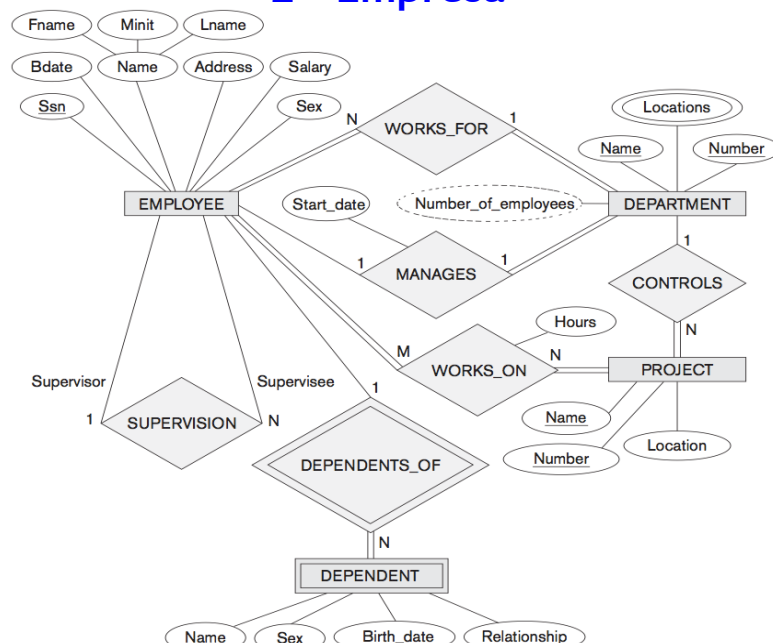 Fname Minit Lname
Bdate Name Address Salary
Ssn Sex
N WORKS_FOR 1
Locations
Name Number
EMPLOYEE Start_date Number_of_employees DEPARTMENT
1 MANAGES 1
1
CONTROLS
N
Hours
M WORKS_ON N PROJECT
Supervisor Supervisee 1
1 SUPERVISION N
Name
Number Location
DEPENDENTS_OF
N
DEPENDENT
Name Sex Birth_date Relationship